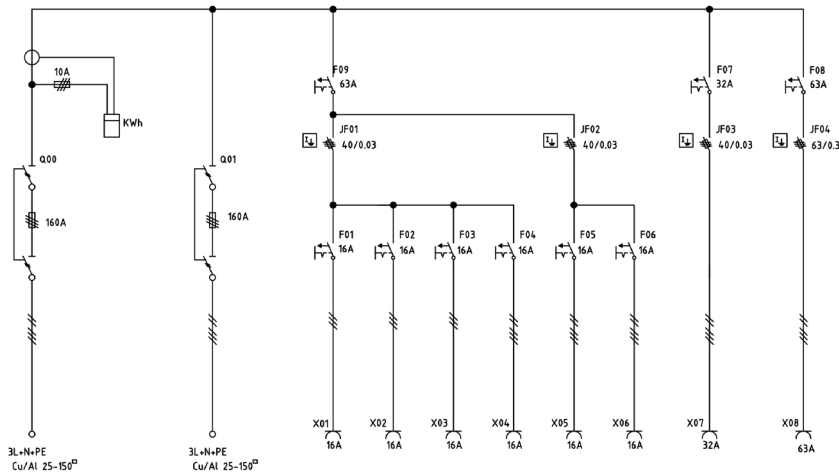 10A
KWh
Q00
160A
3L+N+PE
Cu/Al 25-150□
Q01
160A
3L+N+PE
Cu/Al 25-150□
F09
63A
F07
32A
F08
63A
I
JF01
40/0.03
I
JF02
40/0.03
I
JF03
40/0.03
I
JF04
63/0.3
F01
16A
F02
16A
F03
16A
F04
16A
F05
16A
F06
16A
X01
16A
X02
16A
X03
16A
X04
16A
X05
16A
X06
16A
X07
32A
X08
63A